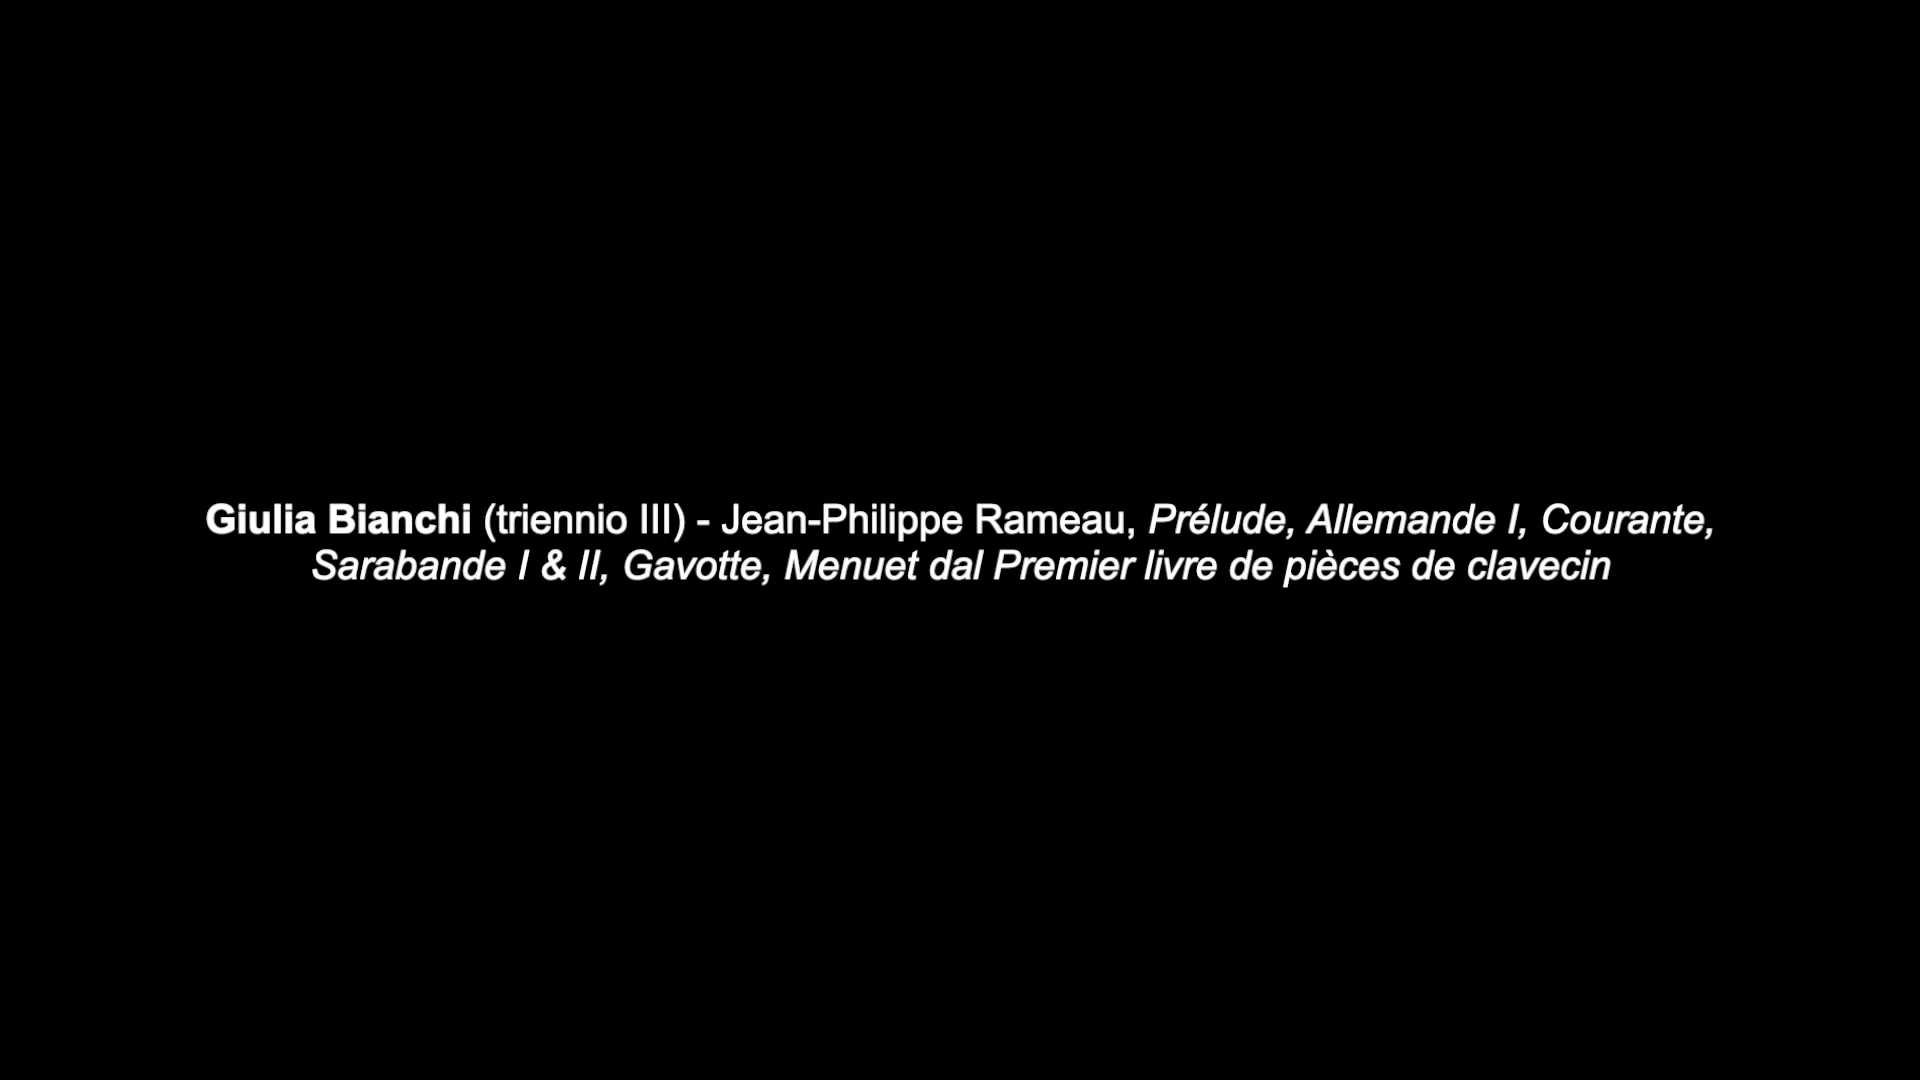 Giulia Bianchi (triennio III) - Jean-Philippe Rameau, Prélude, Allemande I, Courante,
Sarabande I & II, Gavotte, Menuet dal Premier livre de pièces de clavecin